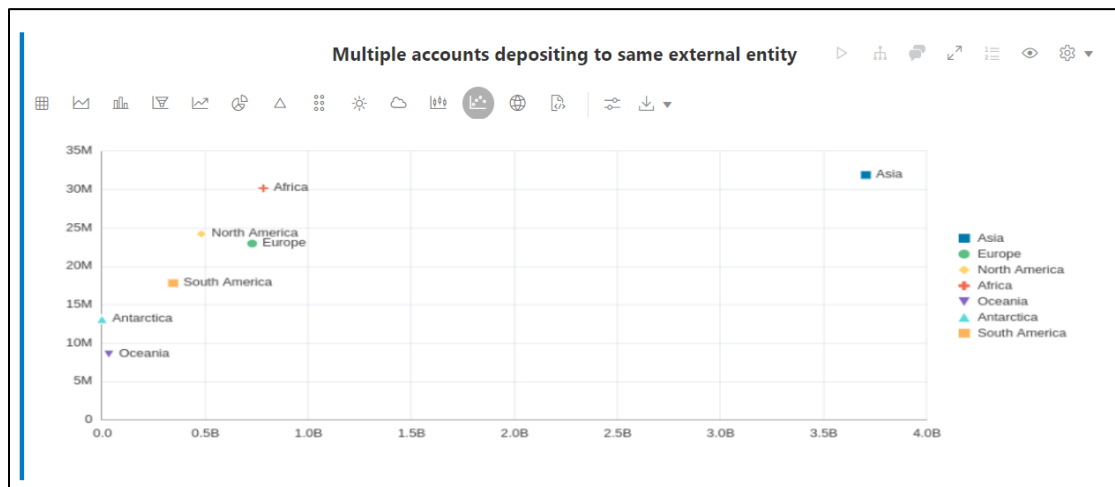 Multiple accounts depositing to same external entity
35M
30M
25M
20M
15M
10M
5M
0
Asia
Africa
North America
Europe
South America
Antarctica
Oceania
0.0
0.5B
1.0B
1.5B
2.0B
2.5B
3.0B
3.5B
4.0B
Asia
Europe
North America
Africa
Oceania
Antarctica
South America